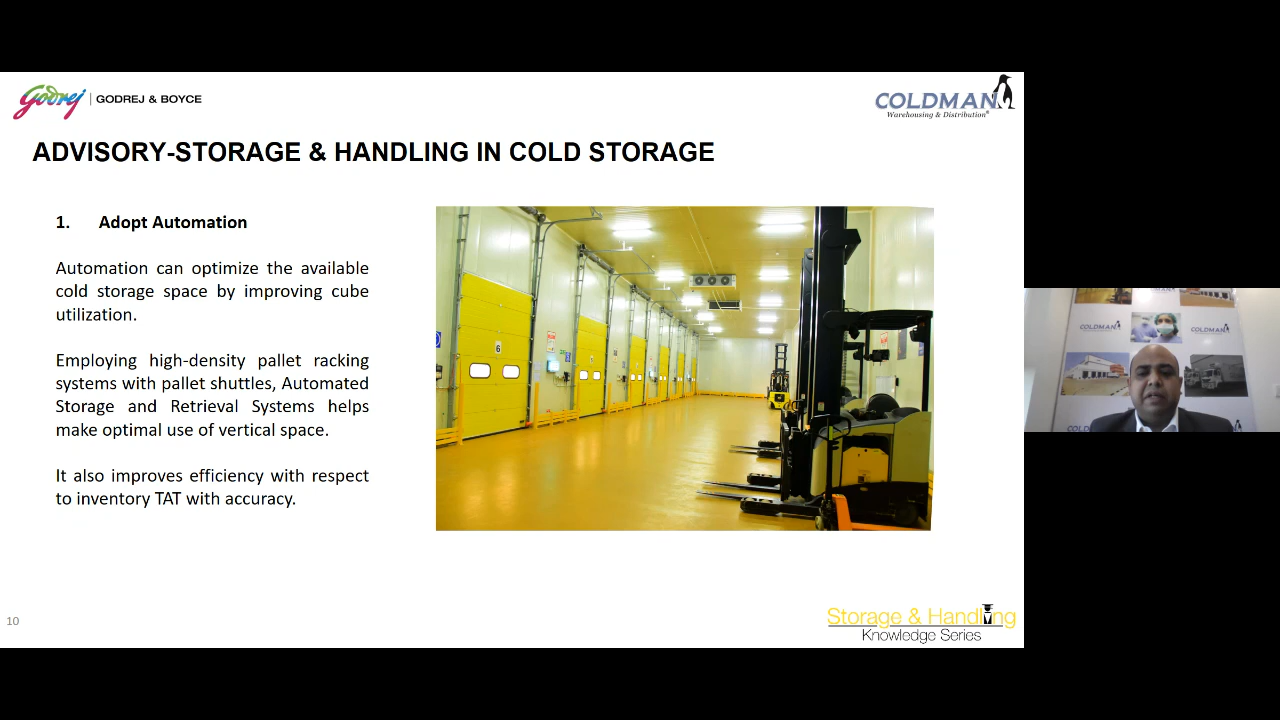 Godrej | GODREJ & BOYCE
COLDMAN
Warehousing & Distribution®
ADVISORY-STORAGE & HANDLING IN COLD STORAGE
1. Adopt Automation
Automation can optimize the available
cold storage space by improving cube
utilization.
Employing high-density pallet racking
systems with pallet shuttles, Automated
Storage and Retrieval Systems helps
make optimal use of vertical space.
It also improves efficiency with respect
to inventory TAT with accuracy.
6
COLDMAN
COLDMAN
10
Storage & Handling
Knowledge Series